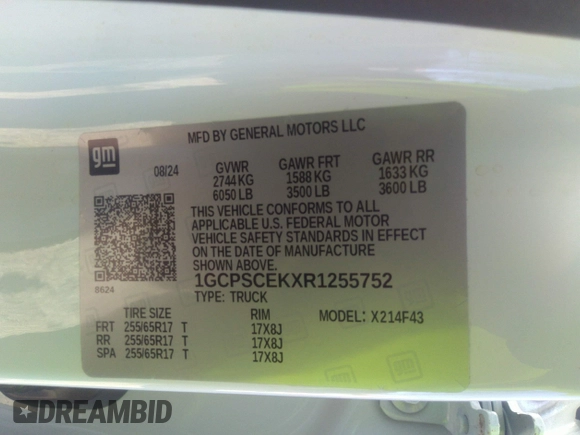 MFD BY GENERAL MOTORS LLC
gm
08/24
GVWR GAWR FRT GAWR RR
2744 KG 1588 KG 1633 KG
6050 LB 3500 LB 3600 LB
THIS VEHICLE CONFORMS TO ALL
APPLICABLE U.S. FEDERAL MOTOR
VEHICLE SAFETY STANDARDS IN EFFECT
ON THE DATE OF MANUFACTURE
SHOWN ABOVE.
8624
1GCPSCEKXR1255752
TYPE: TRUCK
TIRE SIZE RIM MODEL: X214F43
FRT 255/65R17 T 17X8J
RR 255/65R17 T 17X8J
SPA 255/65R17 T 17X8J
DREAMBID